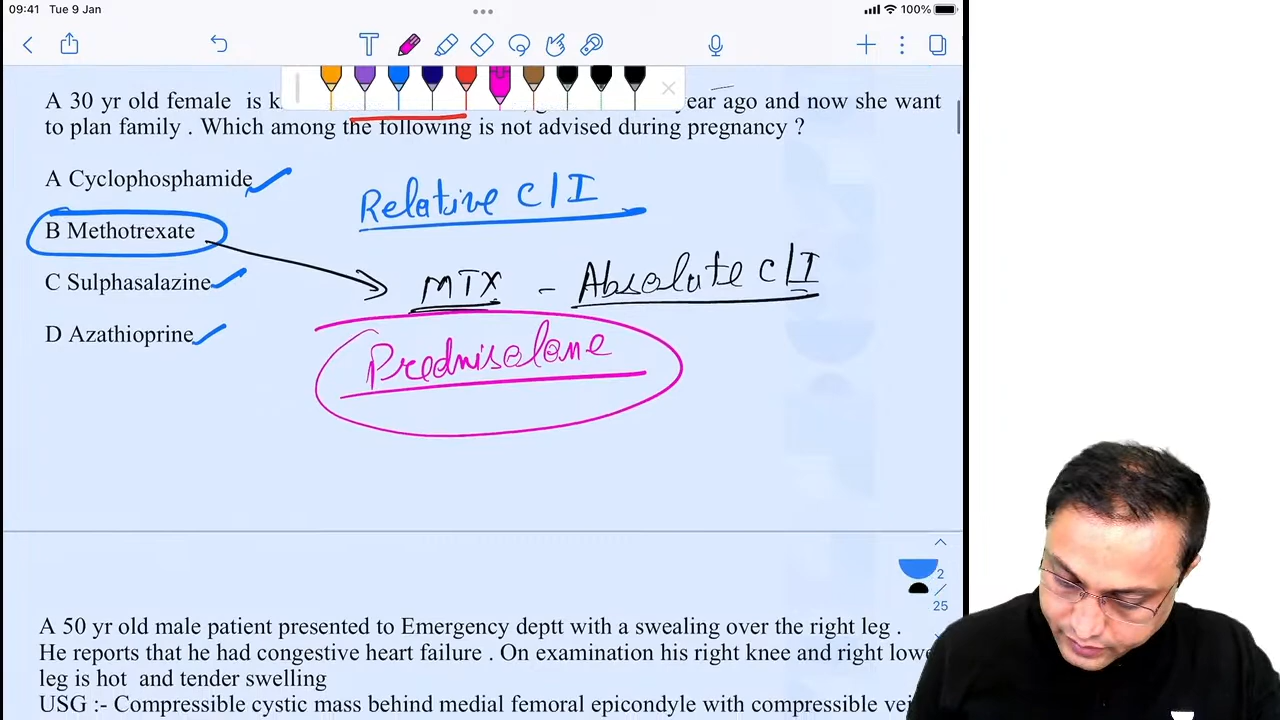 09:41 Tue 9 Jan
100%
T
A 30 yr old female is k year ago and now she want
to plan family . Which among the following is not advised during pregnancy ?
A Cyclophosphamide
Relative C/I
B Methotrexate
MTX - Absolute C/I
C Sulphasalazine
D Azathioprine
Prednisolone
2
/
25
A 50 yr old male patient presented to Emergency deptt with a swealing over the right leg .
He reports that he had congestive heart failure . On examination his right knee and right lowe
leg is hot and tender swelling
USG :- Compressible cystic mass behind medial femoral epicondyle with compressible vei